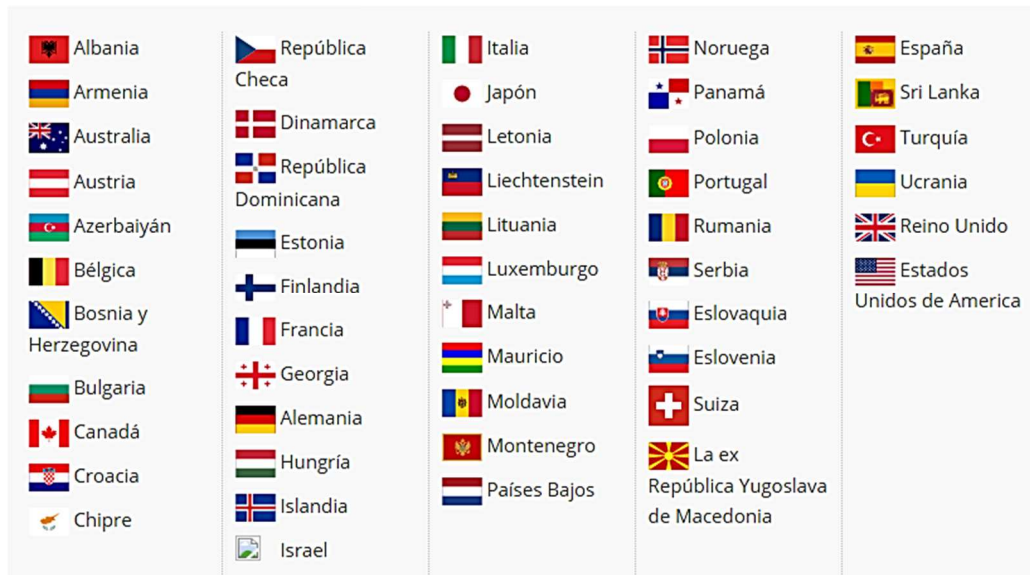 Albania
Armenia
Australia
Austria
Azerbaiyán
Bélgica
Bosnia y
Herzegovina
Bulgaria
Canadá
Croacia
Chipre
República
Checa
Dinamarca
República
Dominicana
Estonia
Finlandia
Francia
Georgia
Alemania
Hungría
Islandia
Israel
Italia
Japón
Letonia
Liechtenstein
Lituania
Luxemburgo
Malta
Mauricio
Moldavia
Montenegro
Países Bajos
Noruega
Panamá
Polonia
Portugal
Rumania
Serbia
Eslovaquia
Eslovenia
Suiza
La ex
República Yugoslava
de Macedonia
España
Sri Lanka
Turquía
Ucrania
Reino Unido
Estados
Unidos de America